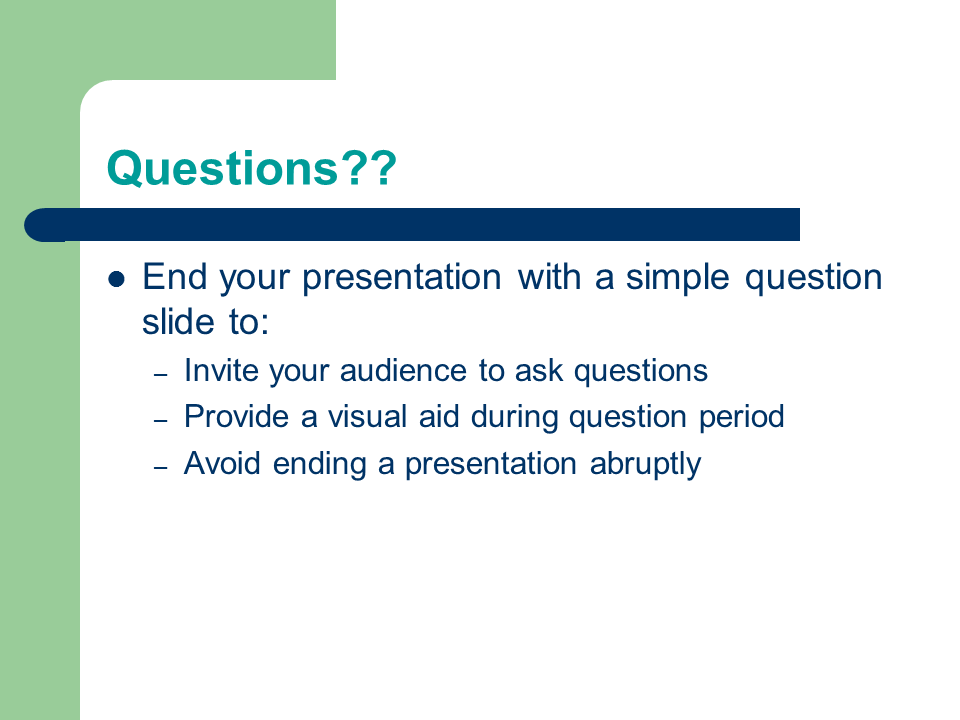 Questions??
● End your presentation with a simple question
slide to:
– Invite your audience to ask questions
– Provide a visual aid during question period
– Avoid ending a presentation abruptly